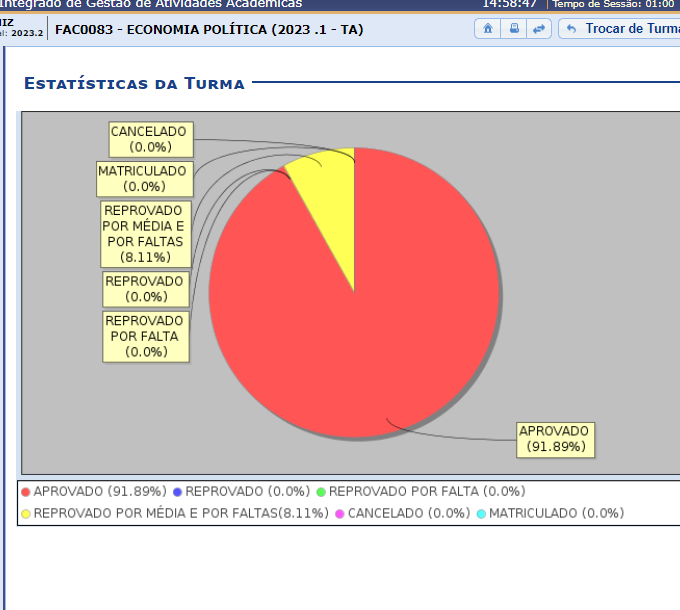 Integrado de Gestão de Atividades Acadêmicas
14:58:47
Tempo de Sessão: 01:00
2023.2
FAC0083 - ECONOMIA POLÍTICA (2023 .1 - TA)
Trocar de Turma
ESTATÍSTICAS DA TURMA
CANCELADO
(0.0%)
MATRICULADO
(0.0%)
REPROVADO
POR MÉDIA E
POR FALTAS
(8.11%)
REPROVADO
(0.0%)
REPROVADO
POR FALTA
(0.0%)
APROVADO
(91.89%)
APROVADO (91.89%) REPROVADO (0.0%) REPROVADO POR FALTA (0.0%)
REPROVADO POR MÉDIA E POR FALTAS(8.11%) CANCELADO (0.0%) MATRICULADO (0.0%)